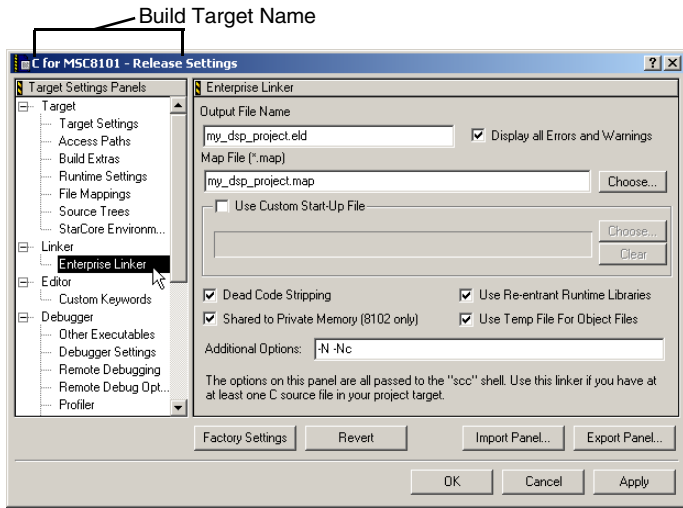 Build Target Name
C for MSC8101 - Release Settings
Target Settings Panels
Target
Target Settings
Access Paths
Build Extras
Runtime Settings
File Mappings
Source Trees
StarCore Environm...
Linker
Enterprise Linker
Editor
Custom Keywords
Debugger
Other Executables
Debugger Settings
Remote Debugging
Remote Debug Opt...
Profiler
Enterprise Linker
Output File Name
my_dsp_project.eld
Display all Errors and Warnings
Map File (*.map)
my_dsp_project.map
Choose...
Use Custom Start-Up File
Choose...
Clear
Dead Code Stripping
Use Re-entrant Runtime Libraries
Shared to Private Memory (8102 only)
Use Temp File For Object Files
Additional Options: -N -Nc
The options on this panel are all passed to the "scc" shell. Use this linker if you have at
at least one C source file in your project target.
Factory Settings
Revert
Import Panel...
Export Panel...
OK
Cancel
Apply